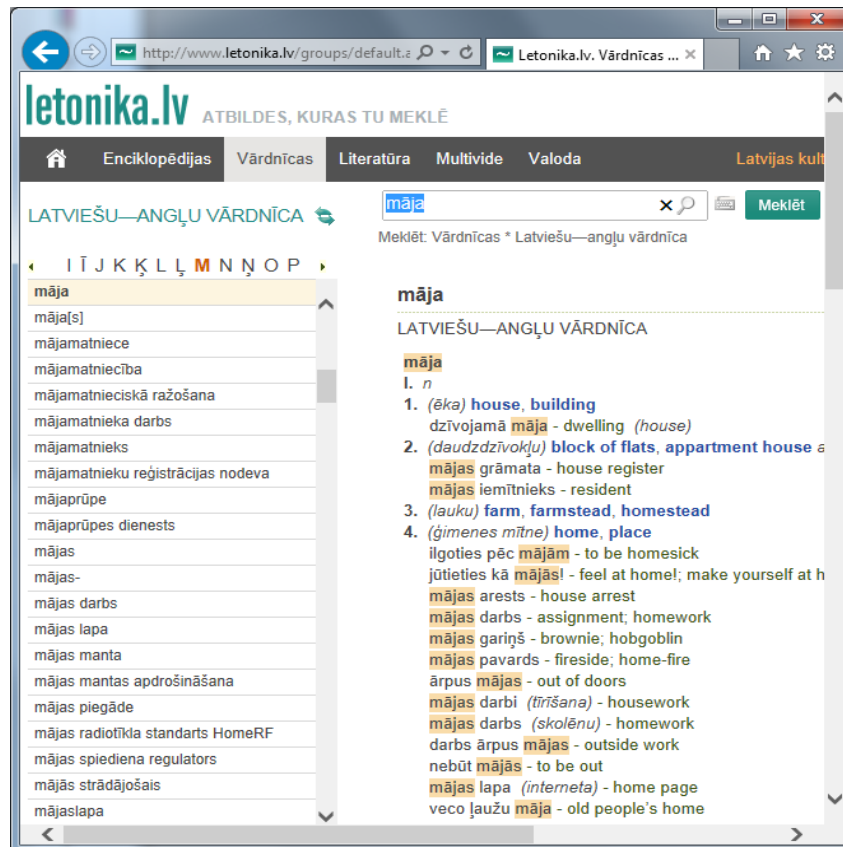 http://www.letonika.lv/groups/default.a
Letonika.lv. Vārdnīcas ...
letonika.lv ATBILDES, KURAS TU MEKLĒ
Enciklopēdijas Vārdnīcas Literatūra Multivide Valoda Latvijas kult
LATVIEŠU—ANGĻU VĀRDNĪCA
māja
Meklēt
Meklēt: Vārdnīcas * Latviešu—angļu vārdnīca
I Ī J K Ķ L Ļ M N Ņ O P
māja
māja[s]
mājamatniece
mājamatniecība
mājamatnieciskā ražošana
mājamatnieka darbs
mājamatnieks
mājamatnieku reģistrācijas nodeva
mājaprūpe
mājaprūpes dienests
mājas
mājas-
mājas darbs
mājas lapa
mājas manta
mājas mantas apdrošināšana
mājas piegāde
mājas radiotīkla standarts HomeRF
mājas spiediena regulators
mājās strādājošais
mājaslapa
māja
LATVIEŠU—ANGĻU VĀRDNĪCA
māja
I. n
1. (ēka) house, building
dzīvojamā māja - dwelling (house)
2. (daudzdzīvokļu) block of flats, appartment house a
mājas grāmata - house register
mājas iemītnieks - resident
3. (lauku) farm, farmstead, homestead
4. (ģimenes mītne) home, place
ilgoties pēc mājām - to be homesick
jūtieties kā mājās! - feel at home!; make yourself at h
mājas arests - house arrest
mājas darbs - assignment; homework
mājas gariņš - brownie; hobgoblin
mājas pavards - fireside; home-fire
ārpus mājas - out of doors
mājas darbi (tīrīšana) - housework
mājas darbs (skolēnu) - homework
darbs ārpus mājas - outside work
nebūt mājās - to be out
mājas lapa (interneta) - home page
veco ļaužu māja - old people's home